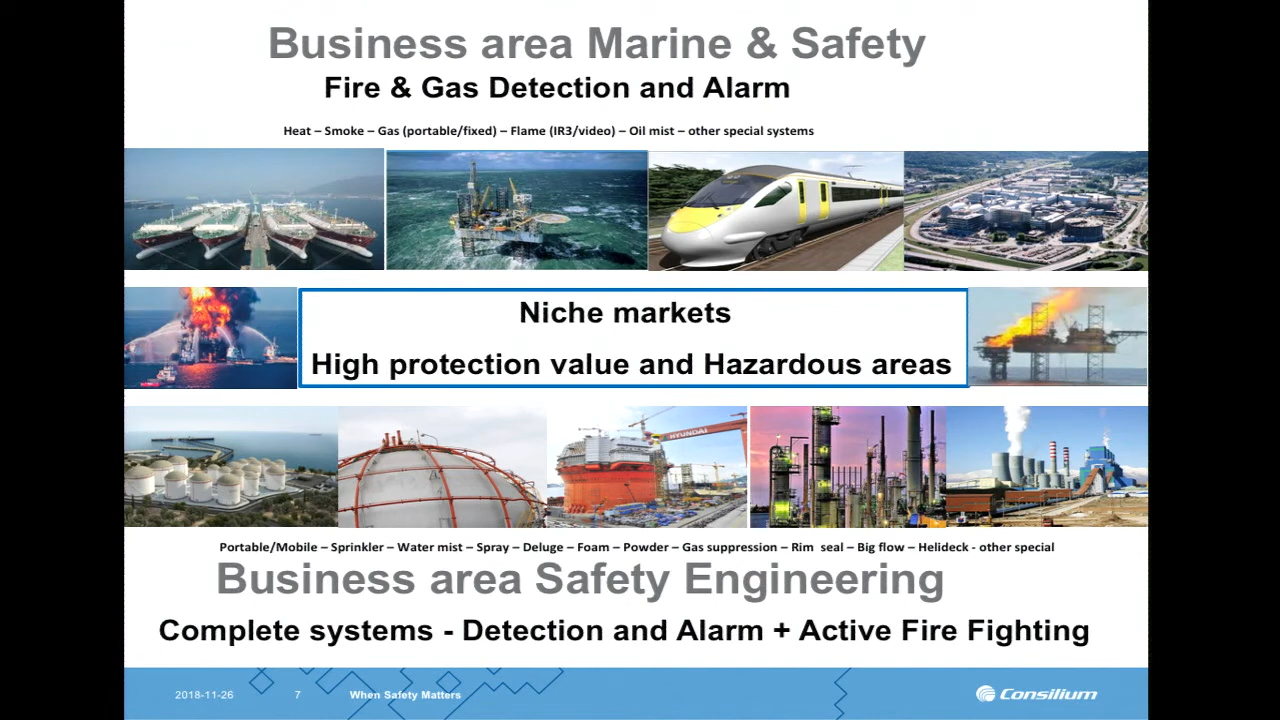 Business area Marine & Safety
Fire & Gas Detection and Alarm
Heat – Smoke – Gas (portable/fixed) – Flame (IR3/video) – Oil mist – other special systems
Niche markets
High protection value and Hazardous areas
HYUNDAI
Portable/Mobile – Sprinkler – Water mist – Spray – Deluge – Foam – Powder – Gas suppression – Rim seal – Big flow – Helideck - other special
Business area Safety Engineering
Complete systems - Detection and Alarm + Active Fire Fighting
2018-11-26 7 When Safety Matters Consilium